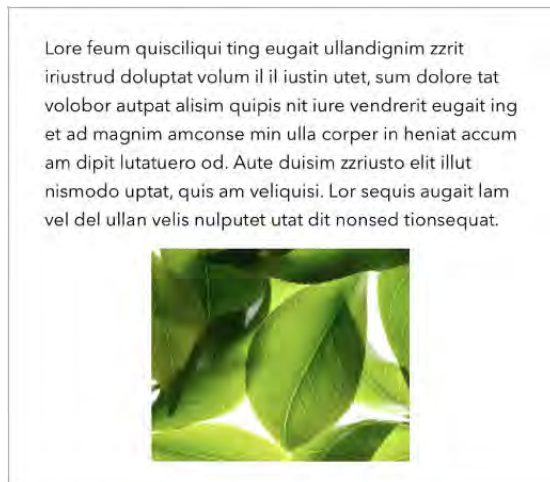 Lore feum quisciliqui ting eugait ullandignim zzrit
iriustrud doluptat volum il il iustin utet, sum dolore tat
volobor autpat alisim quipis nit iure vendrerit eugait ing
et ad magnim amconse min ulla corper in heniat accum
am dipit lutatuero od. Aute duisim zzriusto elit illut
nismodo uptat, quis am veliquisi. Lor sequis augait lam
vel del ullan velis nulputet utat dit nonsed tionsequat.